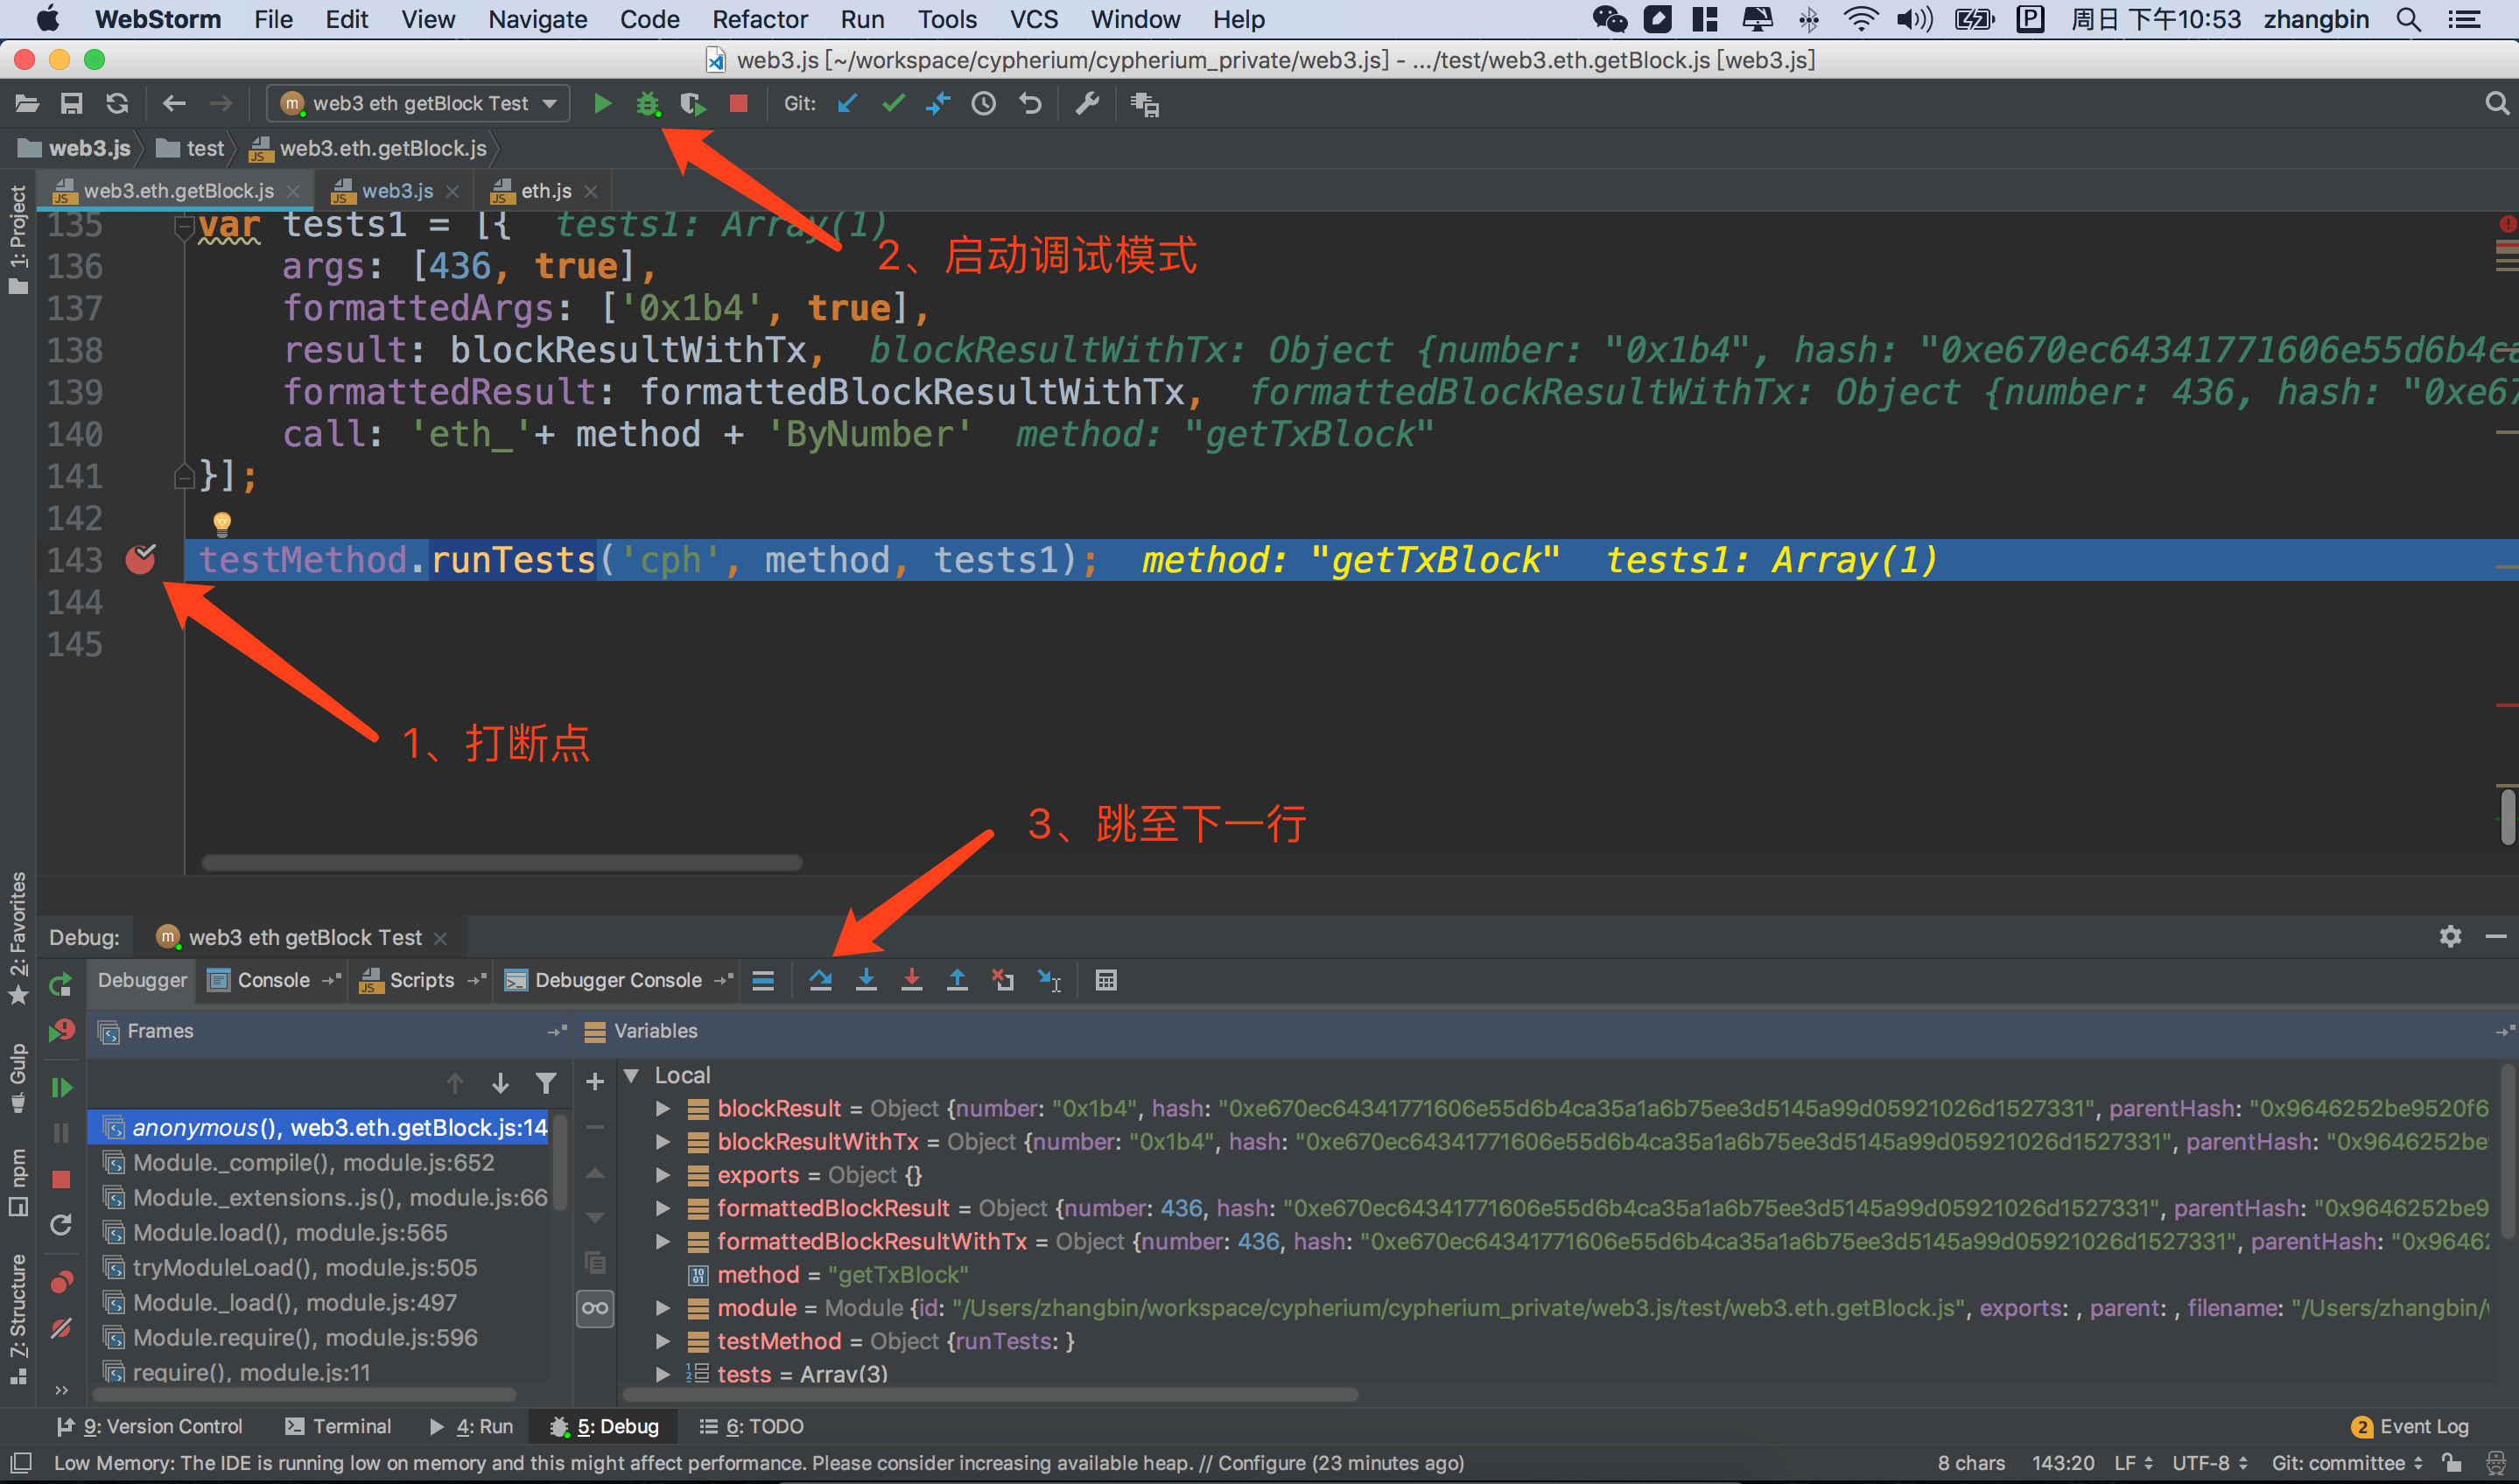 WebStorm File Edit View Navigate Code Refactor Run Tools VCS Window Help P 周日 下午10:53 zhangbin
web3.js [~/workspace/cypherium/cypherium_private/web3.js] - .../test/web3.eth.getBlock.js [web3.js]
m web3 eth getBlock Test Git:
web3.js test web3.eth.getBlock.js
web3.eth.getBlock.js web3.js eth.js
135 var tests1 = [{ tests1: Array(1)
2、启动调试模式
136 args: [436, true],
137 formattedArgs: ['0x1b4', true],
138 result: blockResultWithTx, blockResultWithTx: Object {number: "0x1b4", hash: "0xe670ec64341771606e55d6b4ca
139 formattedResult: formattedBlockResultWithTx, formattedBlockResultWithTx: Object {number: 436, hash: "0xe67
140 call: 'eth_'+ method + 'ByNumber' method: "getTxBlock"
141 }];
142
143 testMethod.runTests('cph', method, tests1); method: "getTxBlock" tests1: Array(1)
144
145
1、打断点
3、跳至下一行
1: Project
2: Favorites
Gulp
npm
7: Structure
Debug: m web3 eth getBlock Test
Debugger Console Scripts Debugger Console
Frames Variables
Local
anonymous(), web3.eth.getBlock.js:14
Module._compile(), module.js:652
Module._extensions..js(), module.js:66
Module.load(), module.js:565
tryModuleLoad(), module.js:505
Module._load(), module.js:497
Module.require(), module.js:596
require(), module.js:11
blockResult = Object {number: "0x1b4", hash: "0xe670ec64341771606e55d6b4ca35a1a6b75ee3d5145a99d05921026d1527331", parentHash: "0x9646252be9520f6
blockResultWithTx = Object {number: "0x1b4", hash: "0xe670ec64341771606e55d6b4ca35a1a6b75ee3d5145a99d05921026d1527331", parentHash: "0x9646252be
exports = Object {}
formattedBlockResult = Object {number: 436, hash: "0xe670ec64341771606e55d6b4ca35a1a6b75ee3d5145a99d05921026d1527331", parentHash: "0x9646252be9
formattedBlockResultWithTx = Object {number: 436, hash: "0xe670ec64341771606e55d6b4ca35a1a6b75ee3d5145a99d05921026d1527331", parentHash: "0x96462
method = "getTxBlock"
module = Module {id: "/Users/zhangbin/workspace/cypherium/cypherium_private/web3.js/test/web3.eth.getBlock.js", exports: , parent: , filename: "/Users/zhangbin/
testMethod = Object {runTests: }
tests = Array(3)
9: Version Control Terminal 4: Run 5: Debug 6: TODO 2 Event Log
Low Memory: The IDE is running low on memory and this might affect performance. Please consider increasing available heap. // Configure (23 minutes ago) 8 chars 143:20 LF UTF-8 Git: committee